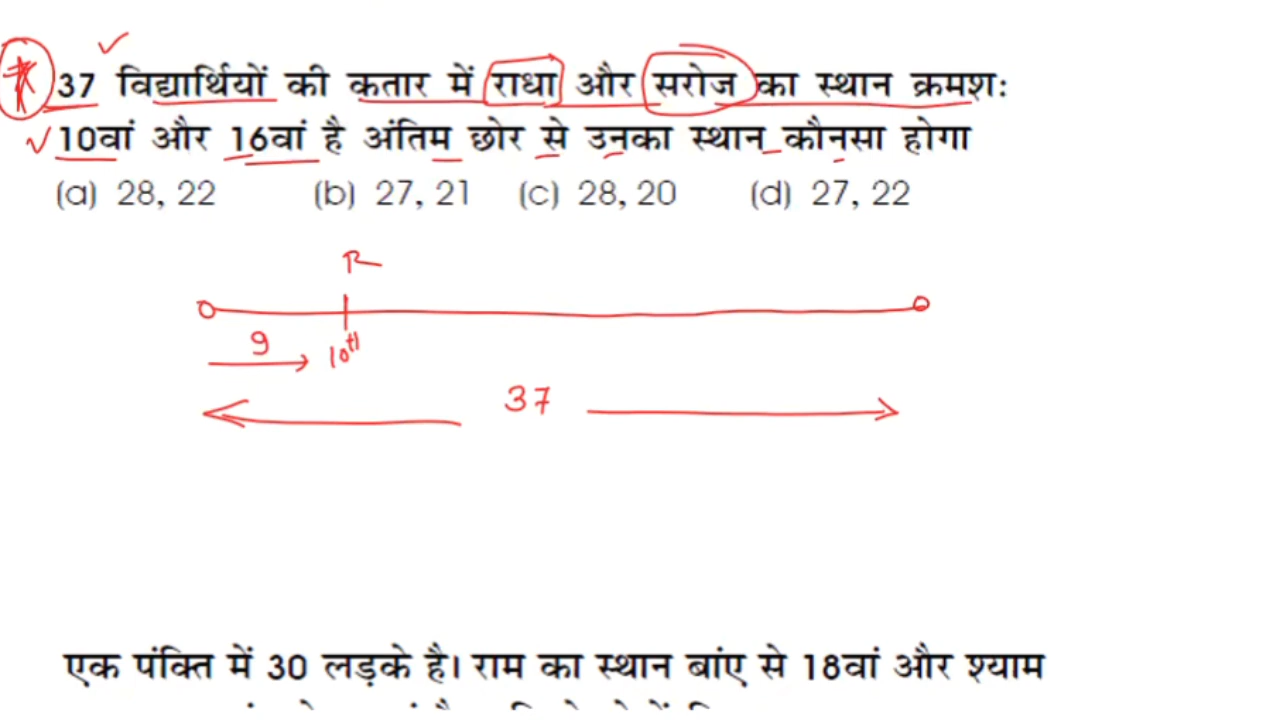 37 विद्यार्थियों की कतार में राधा और सरोज का स्थान क्रमशः
10वां और 16वां है अंतिम छोर से उनका स्थान कौनसा होगा
(a) 28, 22 (b) 27, 21 (c) 28, 20 (d) 27, 22
R
9 10th
37
एक पंक्ति में 30 लड़के है। राम का स्थान बांए से 18वां और श्याम